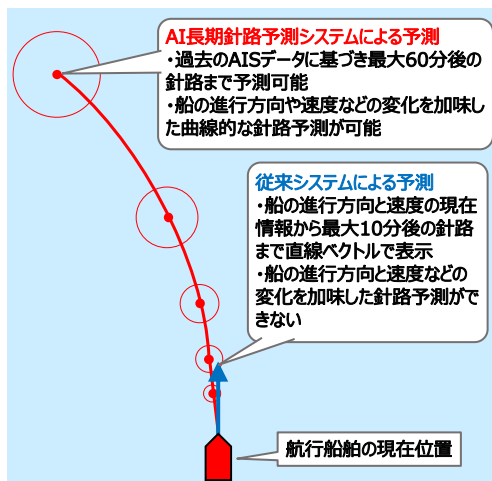 AI長期針路予測システムによる予測
・過去のAISデータに基づき最大60分後の
針路まで予測可能
・船の進行方向や速度などの変化を加味し
た曲線的な針路予測が可能
従来システムによる予測
・船の進行方向と速度の現在
情報から最大10分後の針路
まで直線ベクトルで表示
・船の進行方向と速度などの
変化を加味した針路予測がで
きない
航行船舶の現在位置